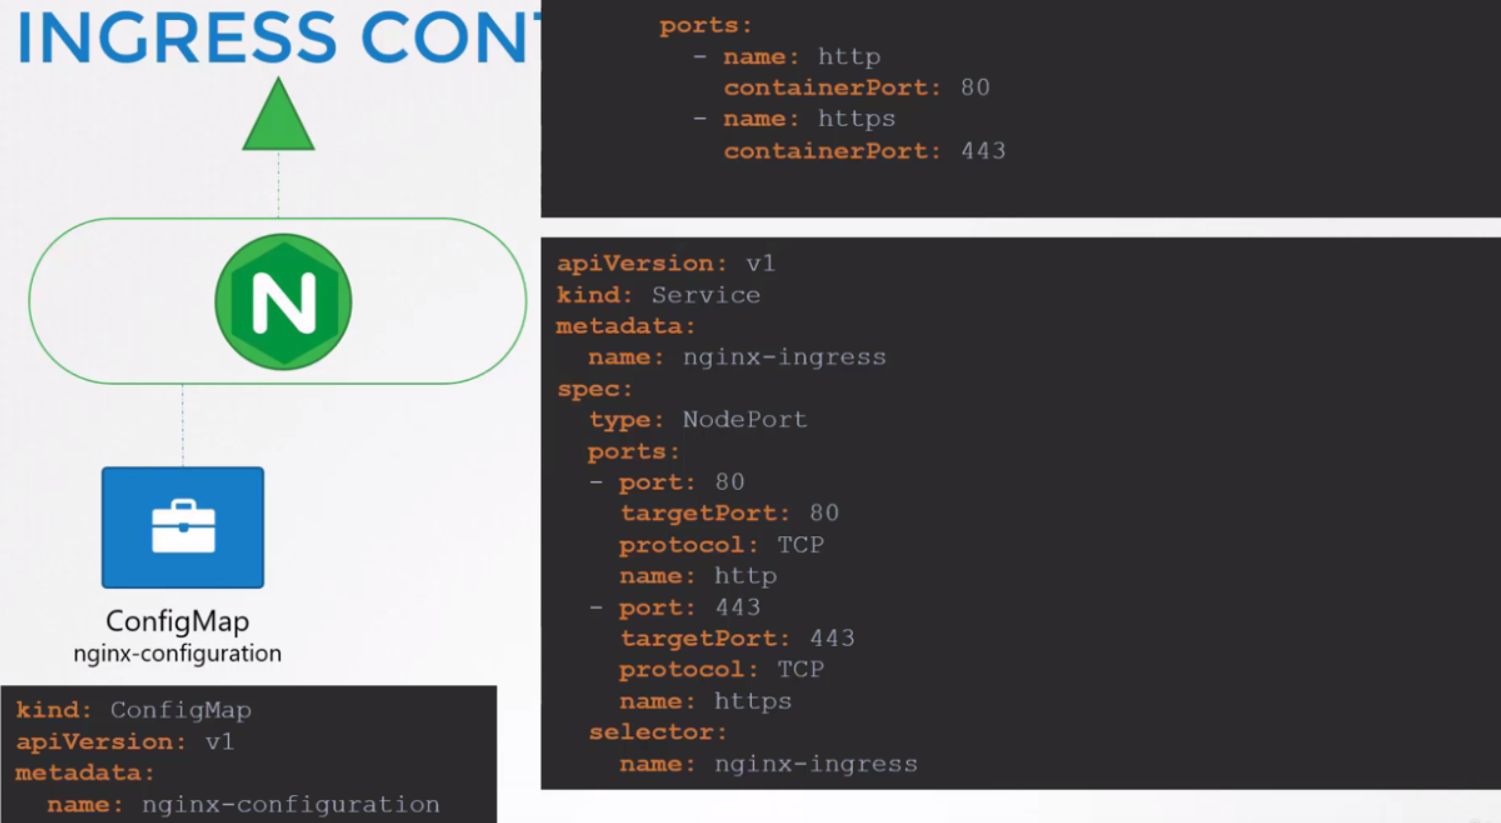 INGRESS CONT
ports:
- name: http
containerPort: 80
- name: https
containerPort: 443
N
ConfigMap
nginx-configuration
kind: ConfigMap
apiVersion: v1
metadata:
name: nginx-configuration
apiVersion: v1
kind: Service
metadata:
name: nginx-ingress
spec:
type: NodePort
ports:
- port: 80
targetPort: 80
protocol: TCP
name: http
- port: 443
targetPort: 443
protocol: TCP
name: https
selector:
name: nginx-ingress